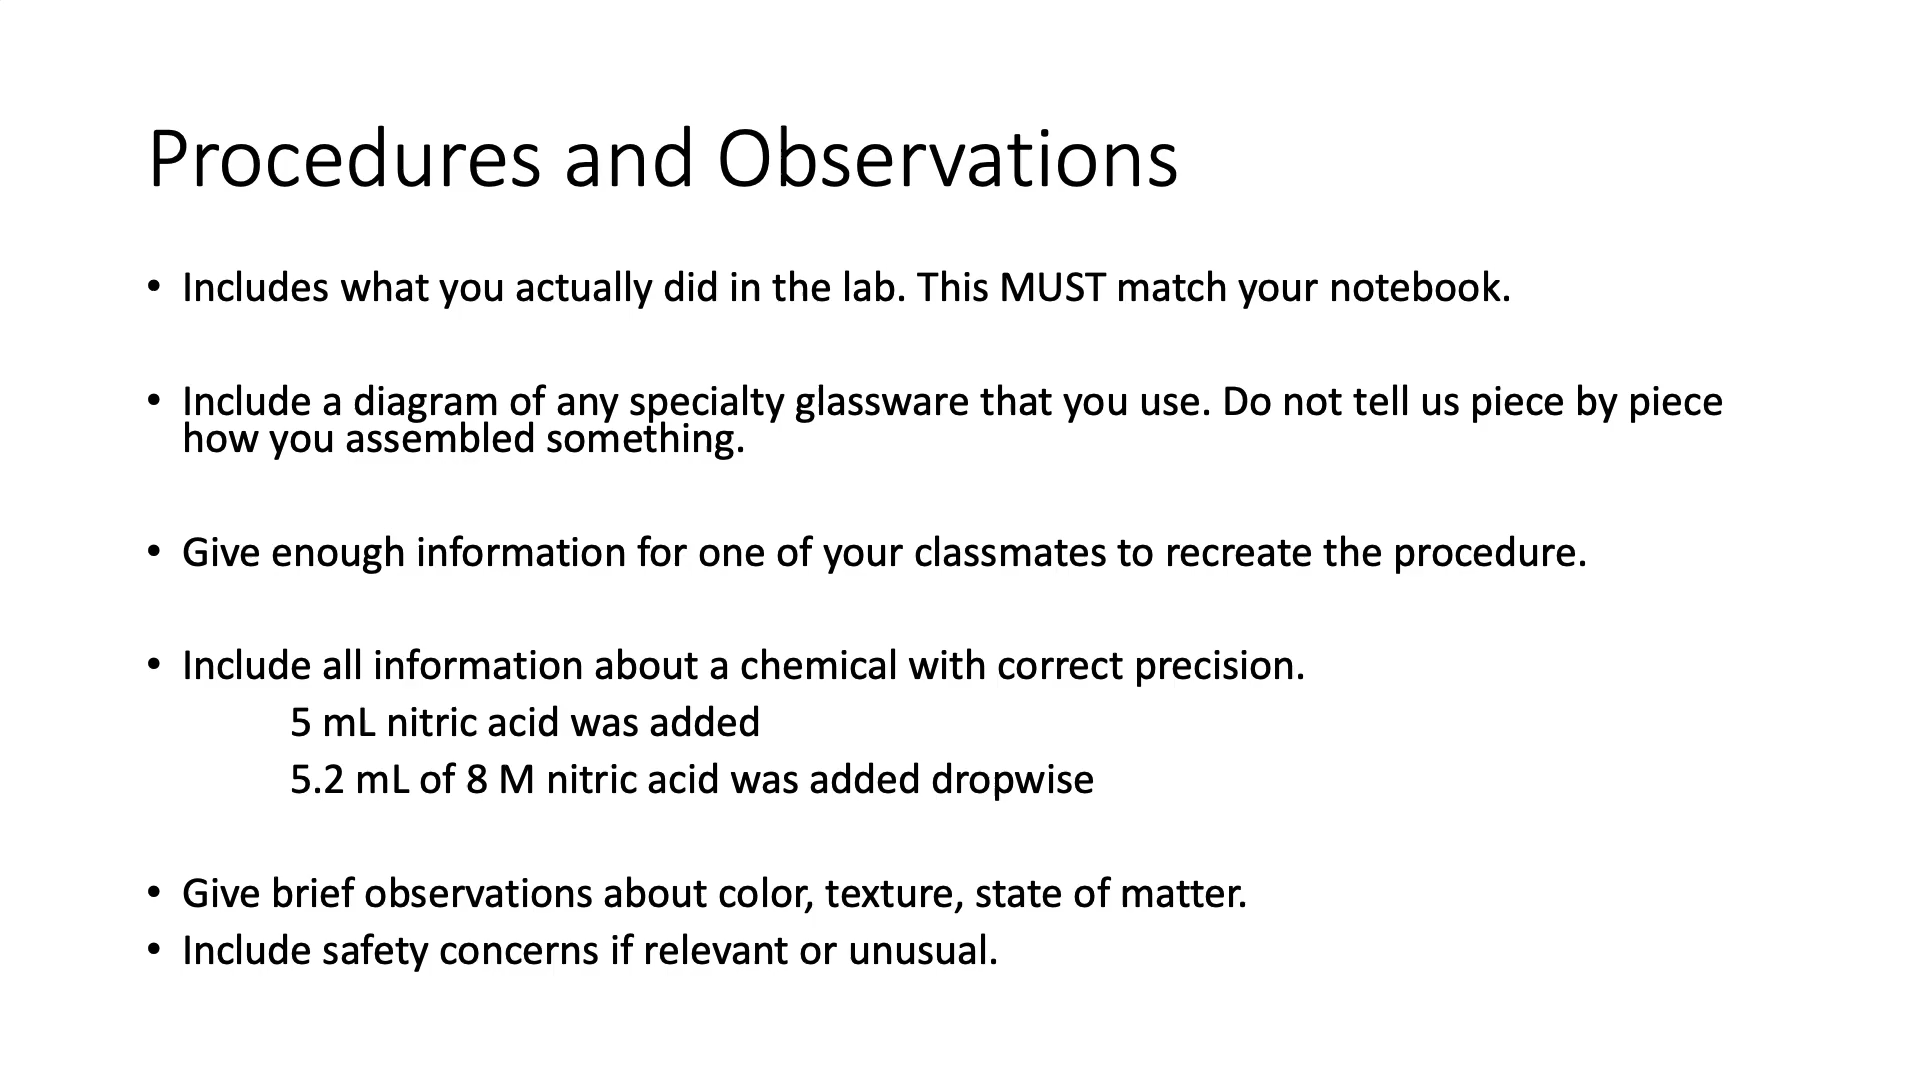 Procedures and Observations
• Includes what you actually did in the lab. This MUST match your notebook.
• Include a diagram of any specialty glassware that you use. Do not tell us piece by piece
how you assembled something.
• Give enough information for one of your classmates to recreate the procedure.
• Include all information about a chemical with correct precision.
5 mL nitric acid was added
5.2 mL of 8 M nitric acid was added dropwise
• Give brief observations about color, texture, state of matter.
• Include safety concerns if relevant or unusual.